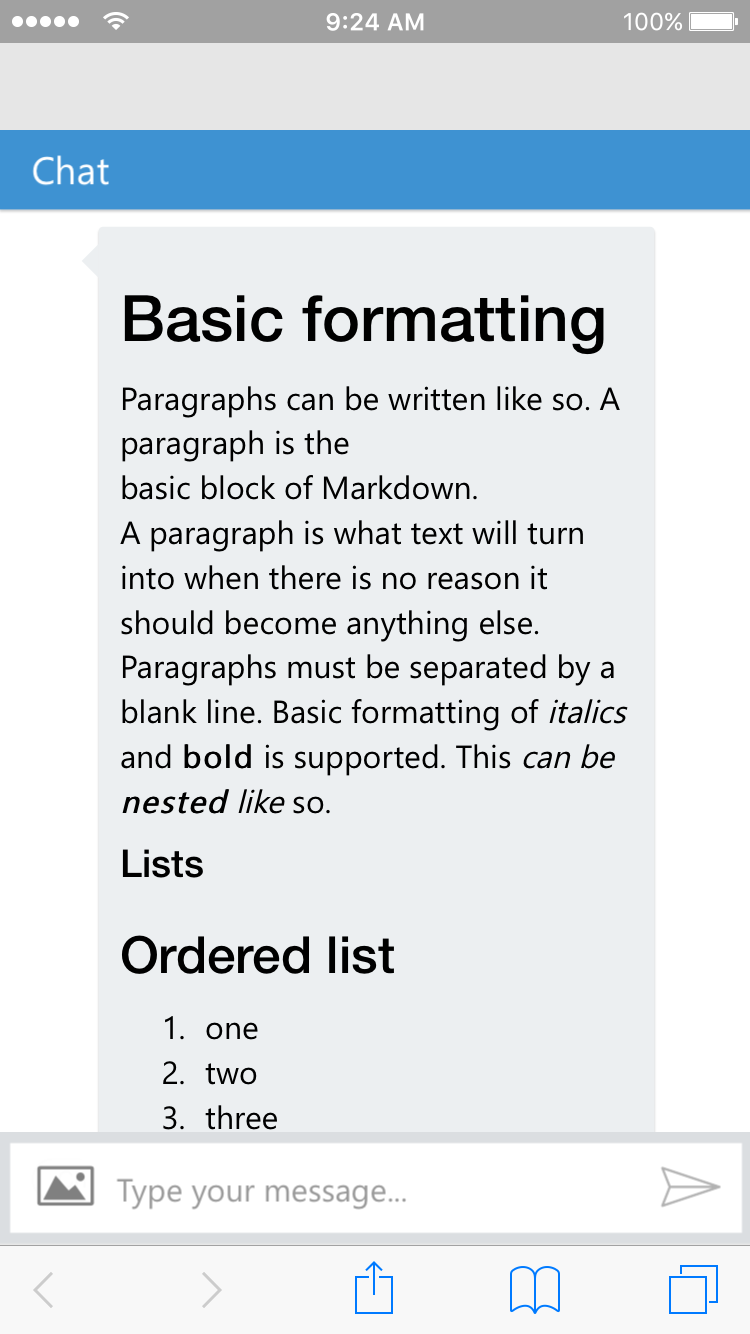 9:24 AM
100%
Chat
Basic formatting
Paragraphs can be written like so. A
paragraph is the
basic block of Markdown.
A paragraph is what text will turn
into when there is no reason it
should become anything else.
Paragraphs must be separated by a
blank line. Basic formatting of italics
and bold is supported. This can be
nested like so.
Lists
Ordered list
1. one
2. two
3. three
Type your message...